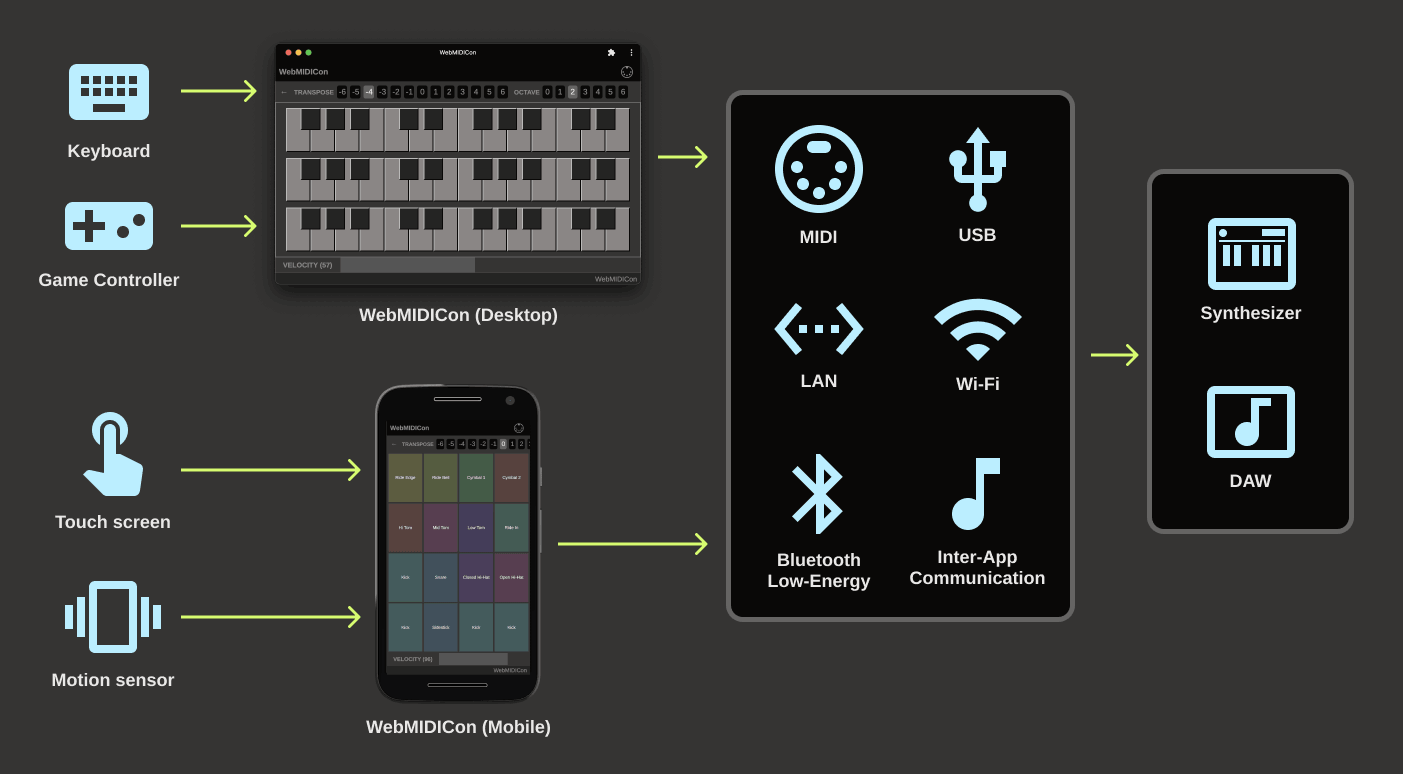 Keyboard
Game Controller
WebMIDICon
WebMIDICon
← TRANSPOSE -6 -5 -4 -3 -2 -1 0 1 2 3 4 5 6 OCTAVE 0 1 2 3 4 5 6
VELOCITY (57)
WebMIDICon
WebMIDICon (Desktop)
Touch screen
Motion sensor
WebMIDICon
← TRANSPOSE -6 -5 -4 -3 -2 -1 0 1 2
Ride Edge Ride Bell Cymbal 1 Cymbal 2
Hi Tom Mid Tom Low Tom Ride In
Kick Snare Closed Hi-Hat Open Hi-Hat
Kick Sidestick Kick Kick
VELOCITY (96)
WebMIDICon
WebMIDICon (Mobile)
MIDI
USB
LAN
Wi-Fi
Bluetooth
Low-Energy
Inter-App
Communication
Synthesizer
DAW